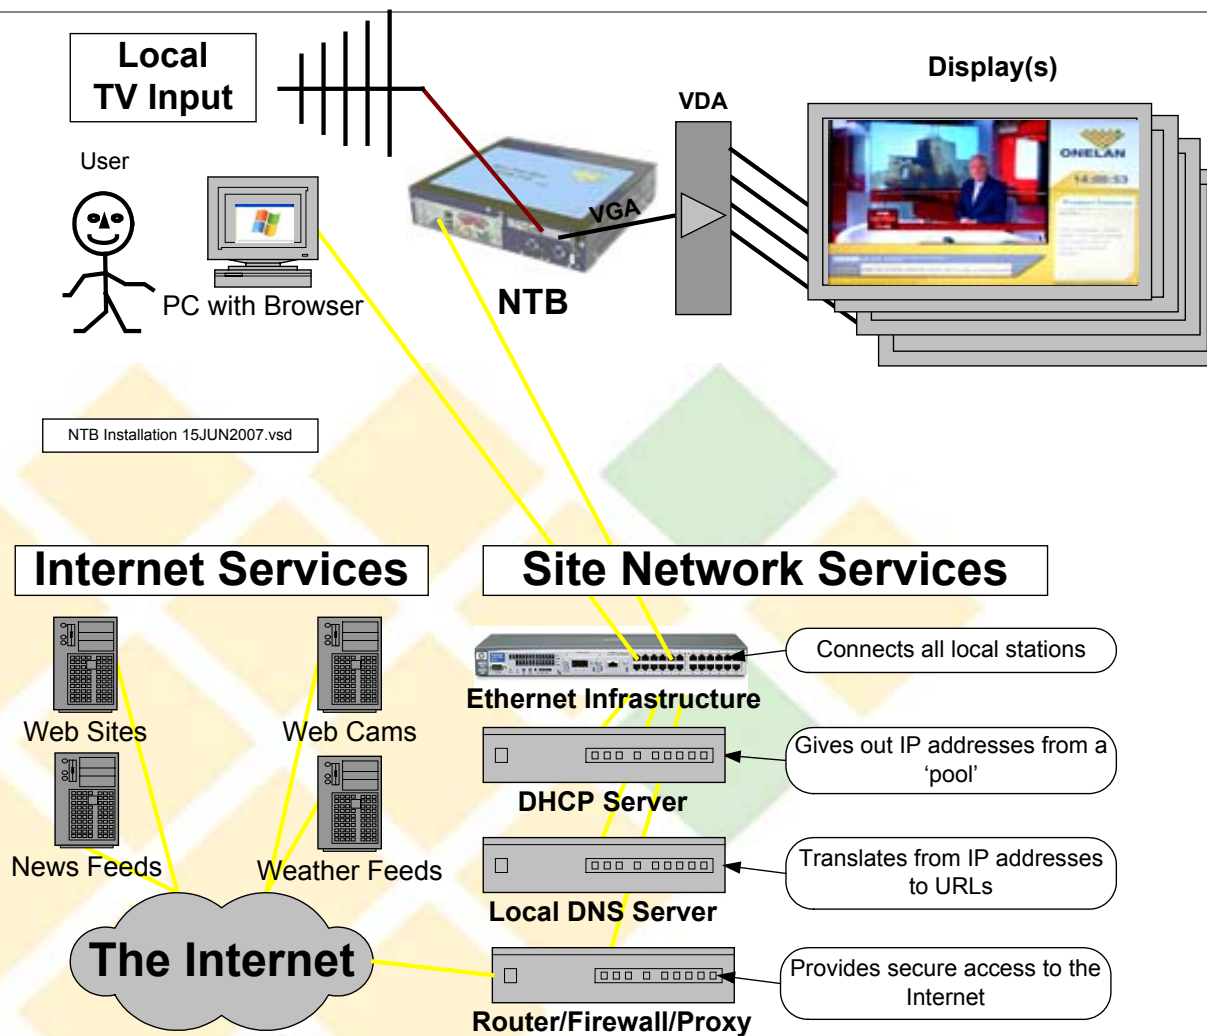 Local
TV Input
Display(s)
VDA
User
ONELAN
14:00:53
VGA
PC with Browser
NTB
NTB Installation 15JUN2007.vsd
Internet Services
Site Network Services
Connects all local stations
Ethernet Infrastructure
Web Sites
Web Cams
Gives out IP addresses from a
‘pool’
DHCP Server
News Feeds
Weather Feeds
Translates from IP addresses
to URLs
Local DNS Server
The Internet
Provides secure access to the
Internet
Router/Firewall/Proxy